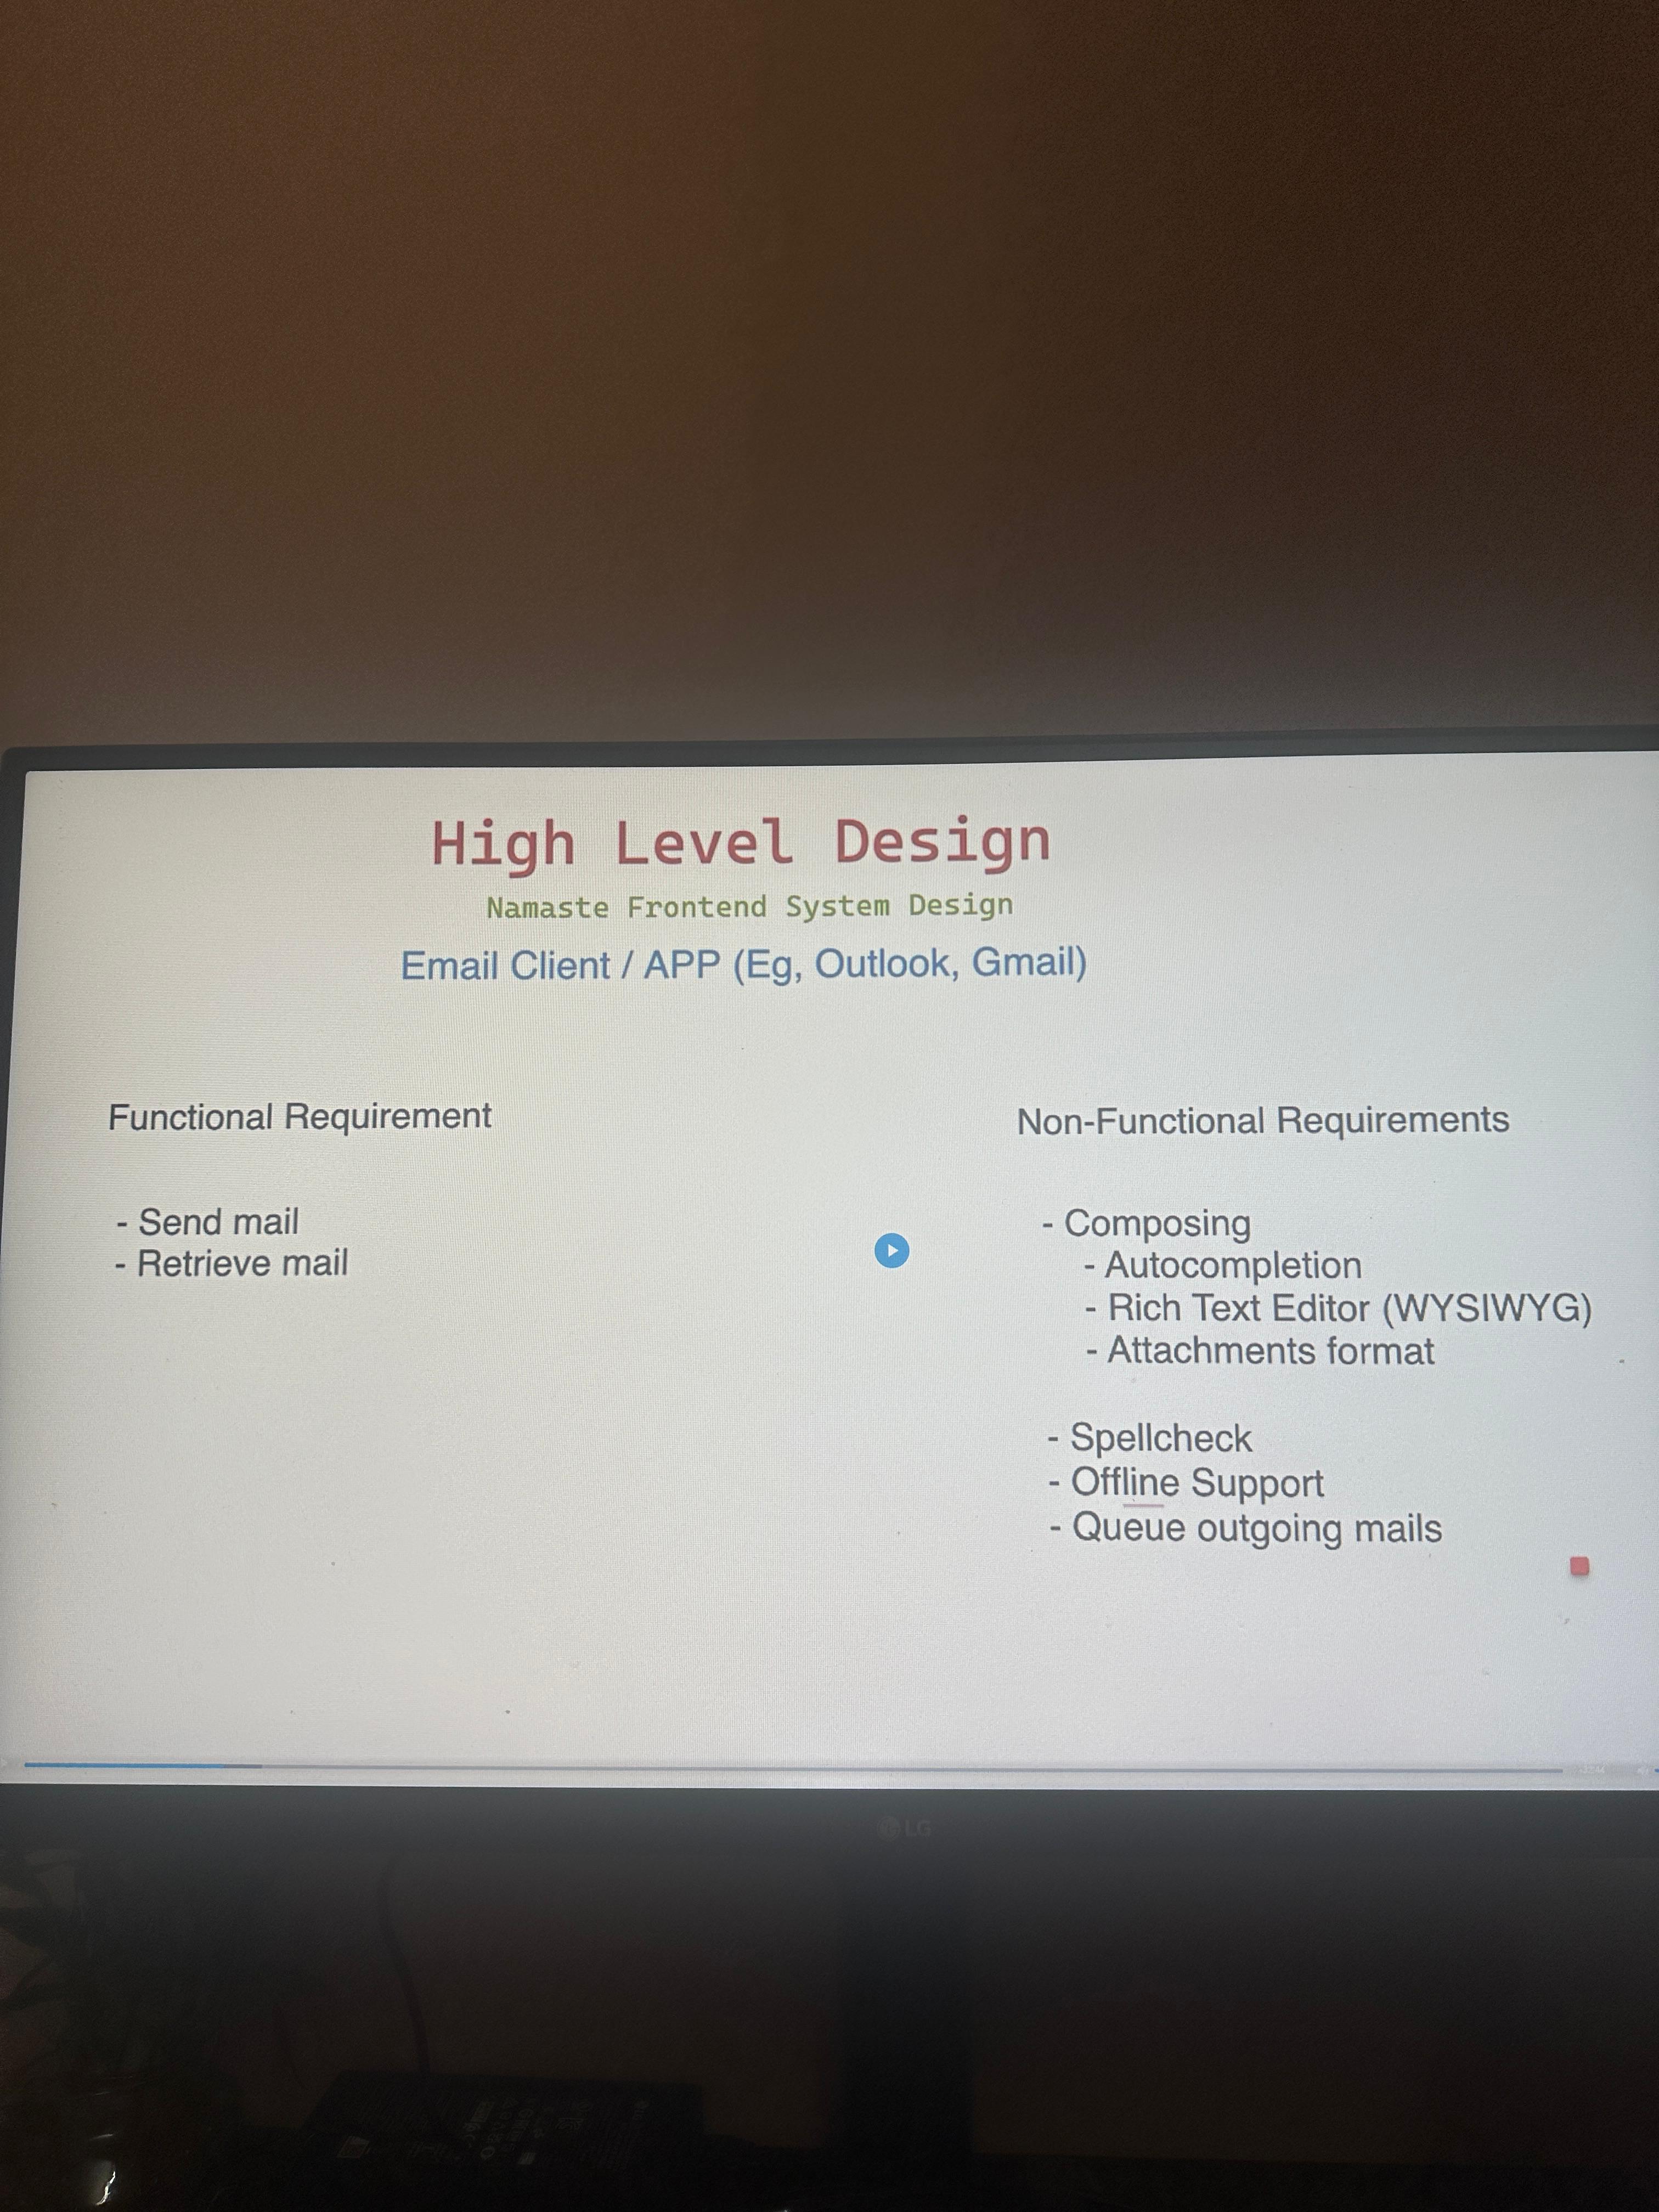 High Level Design
Namaste Frontend System Design
Email Client / APP (Eg, Outlook, Gmail)
Functional Requirement
- Send mail
- Retrieve mail
Non-Functional Requirements
- Composing
- Autocompletion
- Rich Text Editor (WYSIWYG)
- Attachments format
- Spellcheck
- Offline Support
- Queue outgoing mails
LG